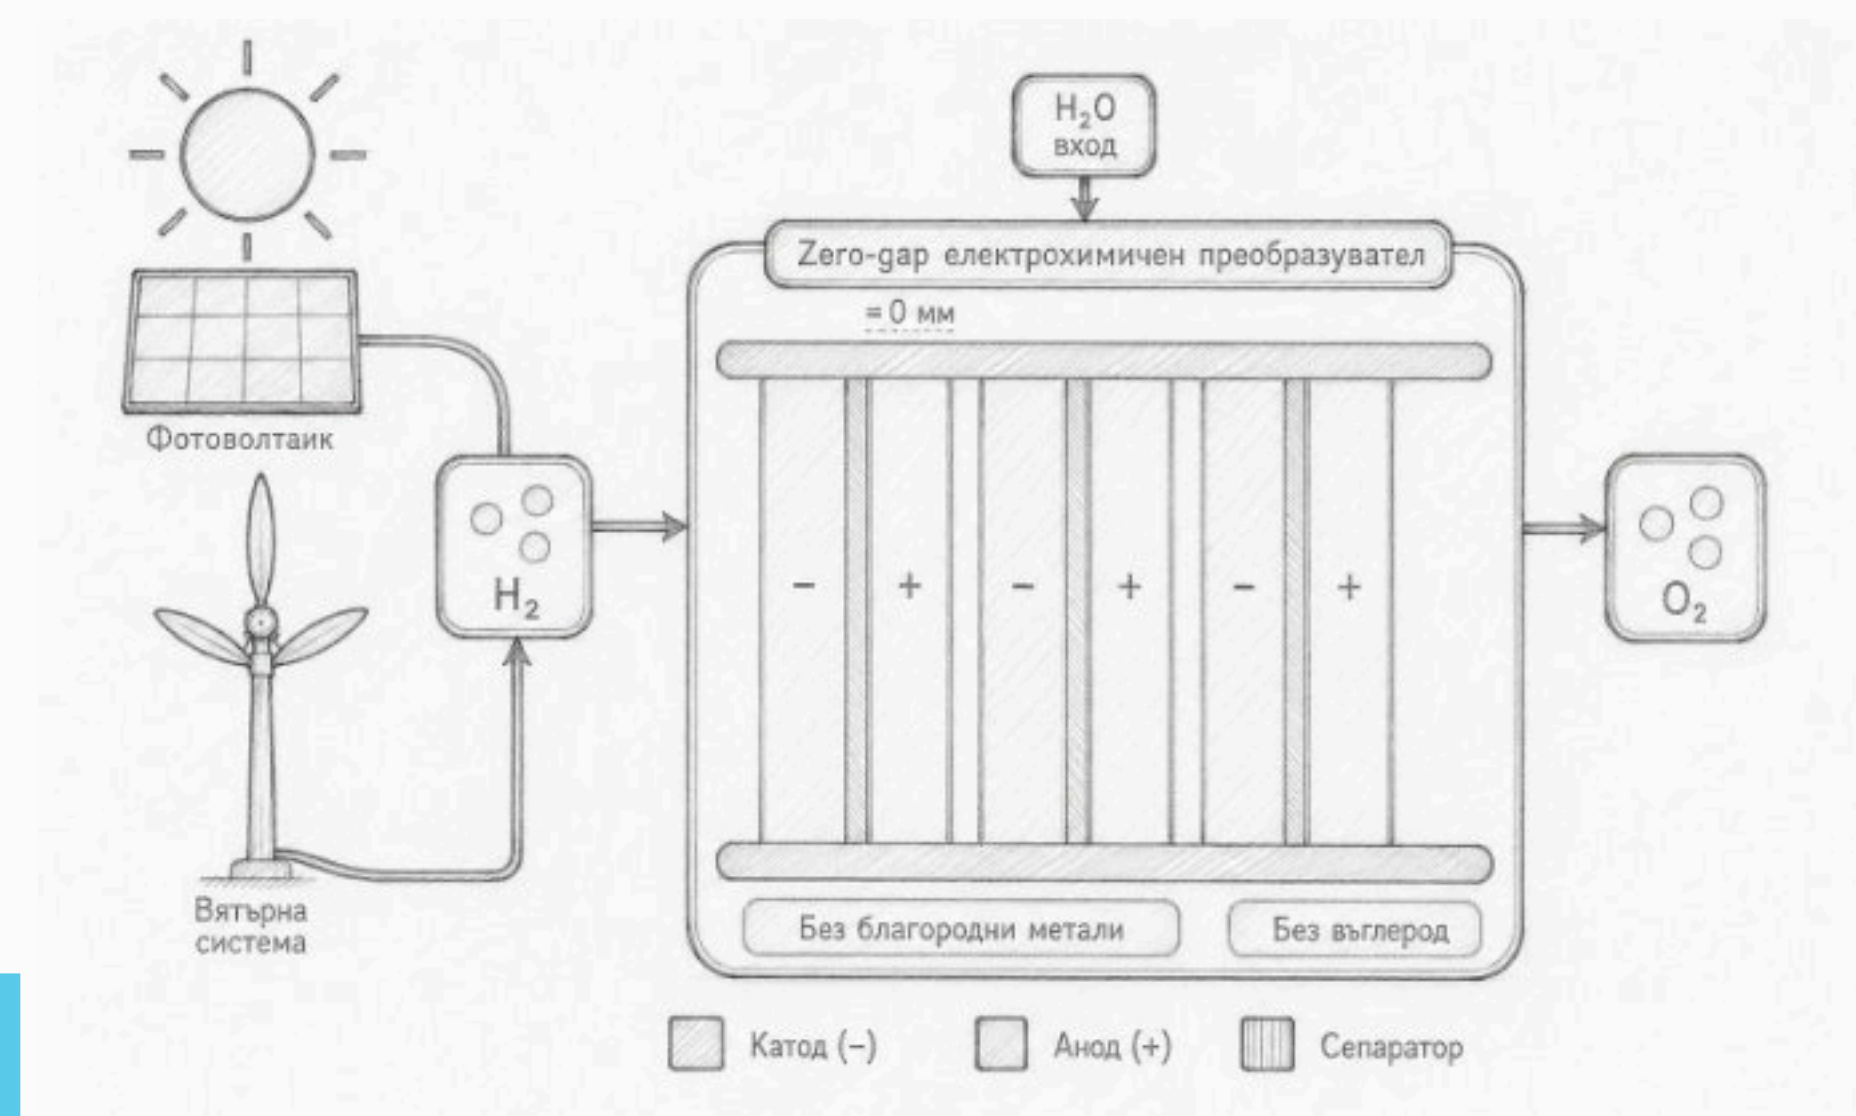 H₂O
вход
Zero-gap електрохимичен преобразувател
= 0 мм
Фотоволтаик
H₂
- + - + - +
O₂
Вятърна
система
Без благородни метали
Без въглерод
Катод (–)
Анод (+)
Сепаратор